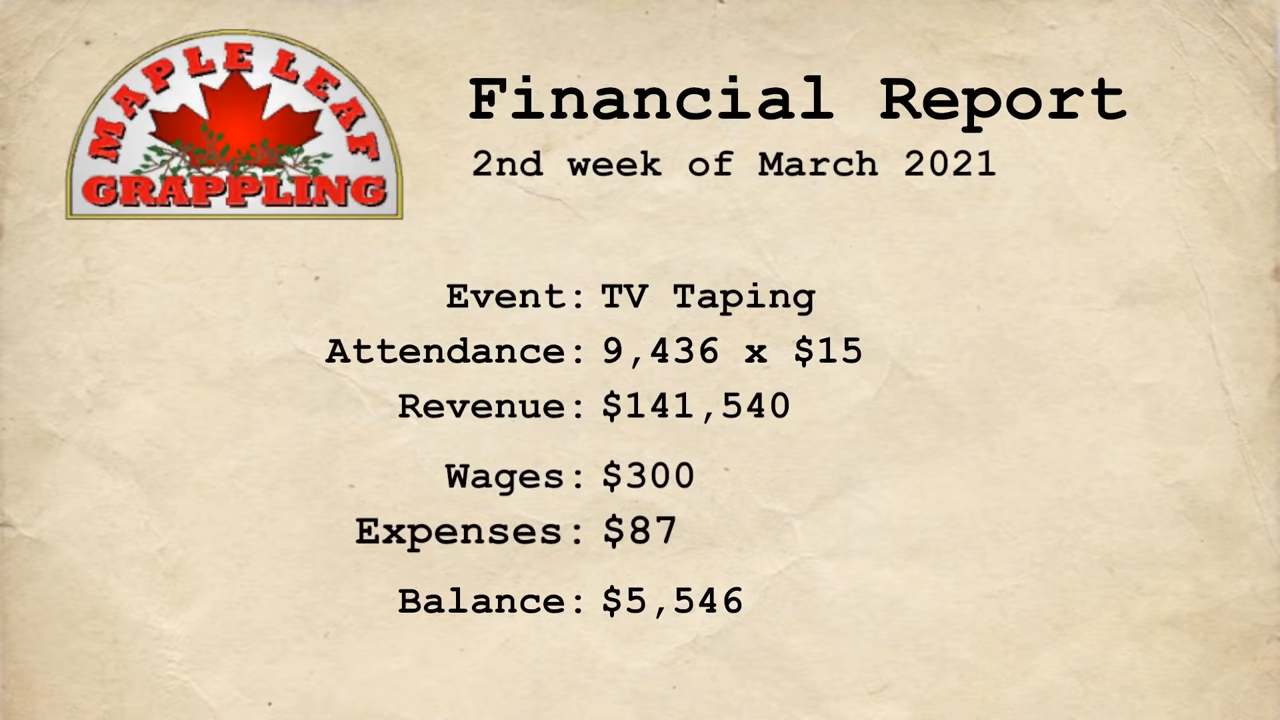 MAPLE LEAF
GRAPPLING
Financial Report
2nd week of March 2021
Event: TV Taping
Attendance: 9,436 x $15
Revenue: $141,540
Wages: $300
Expenses: $87
Balance: $5,546